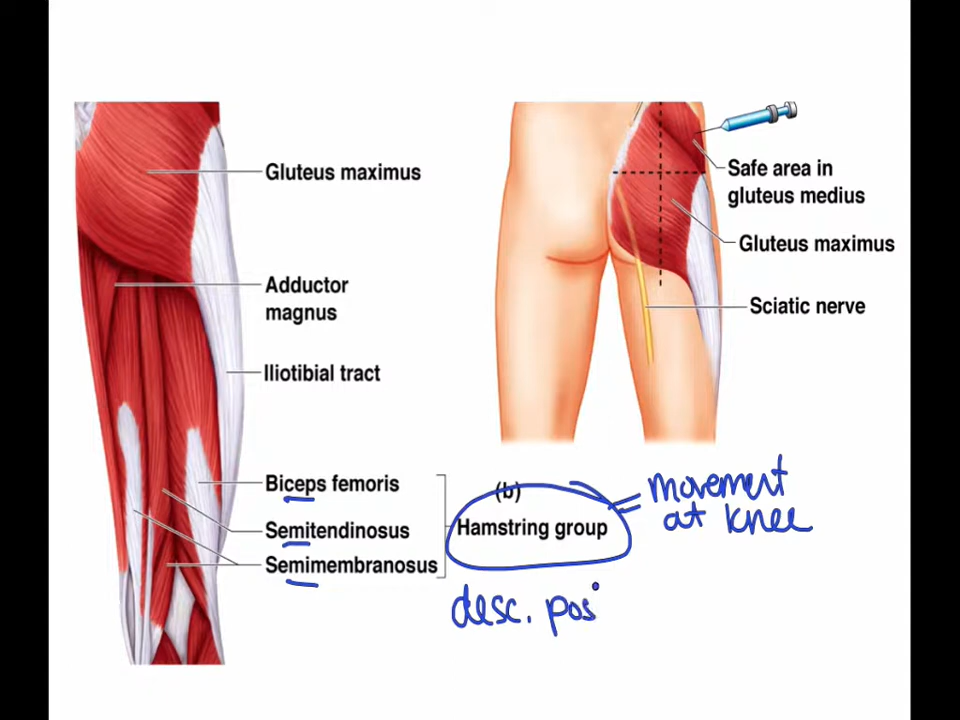 Gluteus maximus
Adductor
magnus
Iliotibial tract
Biceps femoris
Semitendinosus
Semimembranosus
Safe area in
gluteus medius
Gluteus maximus
Sciatic nerve
(b)
Hamstring group
movement
at knee
desc. pos